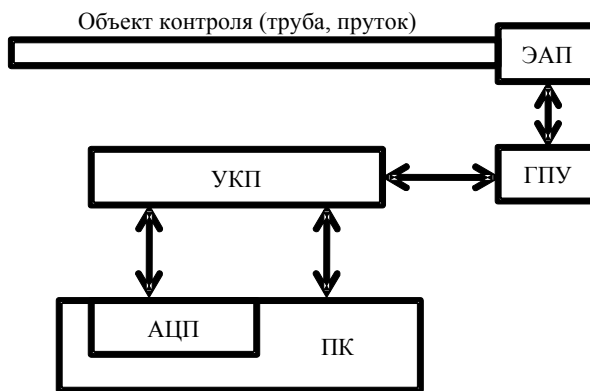 Объект контроля (труба, пруток)
ЭАП
УКП
ГПУ
АЦП
ПК